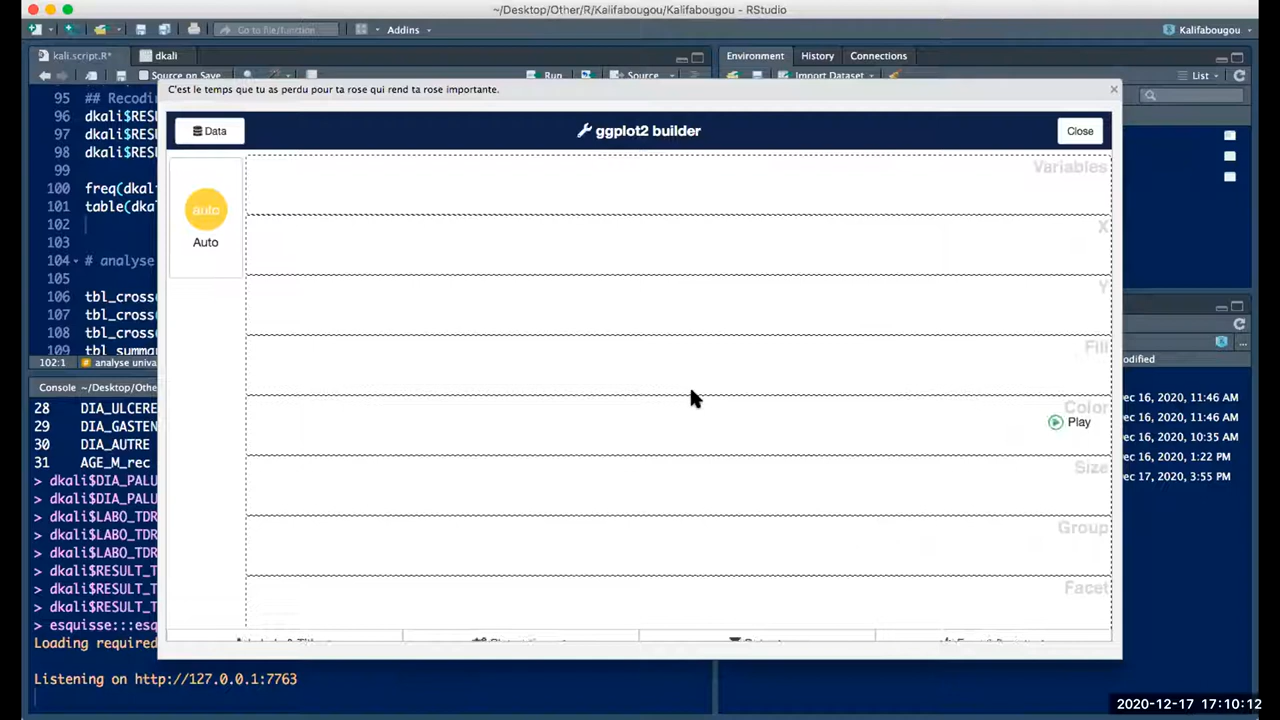 ~/Desktop/Other/R/Kalifabougou/Kalifabougou - RStudio
Go to file/function
Addins
Kalifabougou
kali.script.R*
dkali
Environment
History
Connections
Source on Save
Run
Source
Import Dataset
List
C'est le temps que tu as perdu pour ta rose qui rend ta rose importante.
Data
ggplot2 builder
Close
auto
Auto
Variables
X
Y
Fill
Color
Play
Size
Group
Facet
95 ## Recodi
96 dkali$RESU
97 dkali$RESU
98 dkali$RESU
99
100 freq(dkal
101 table(dka
102
103
104 # analyse
105
106 tbl_cross
107 tbl_cross
108 tbl_cross
109 tbl_summa
102:1 analyse univa
Console ~/Desktop/Othe
28 DIA_ULCERE
29 DIA_GASTEN
30 DIA_AUTRE
31 AGE_M_rec
> dkali$DIA_PALU
> dkali$DIA_PALU
> dkali$LABO_TDR
> dkali$LABO_TDR
> dkali$LABO_TDR
> dkali$RESULT_T
> dkali$RESULT_T
> dkali$RESULT_T
> esquisse:::esq
Loading required
Listening on http://127.0.0.1:7763
odified
ec 16, 2020, 11:46 AM
ec 16, 2020, 11:46 AM
ec 16, 2020, 10:35 AM
ec 16, 2020, 1:22 PM
ec 17, 2020, 3:55 PM
2020-12-17 17:10:12